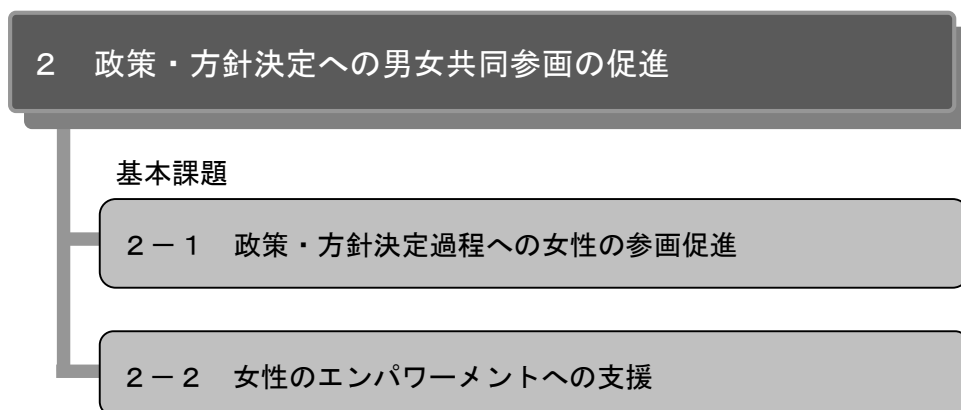 ２　政策・方針決定への男女共同参画の促進
基本課題
２－１　政策・方針決定過程への女性の参画促進
２－２　女性のエンパワーメントへの支援